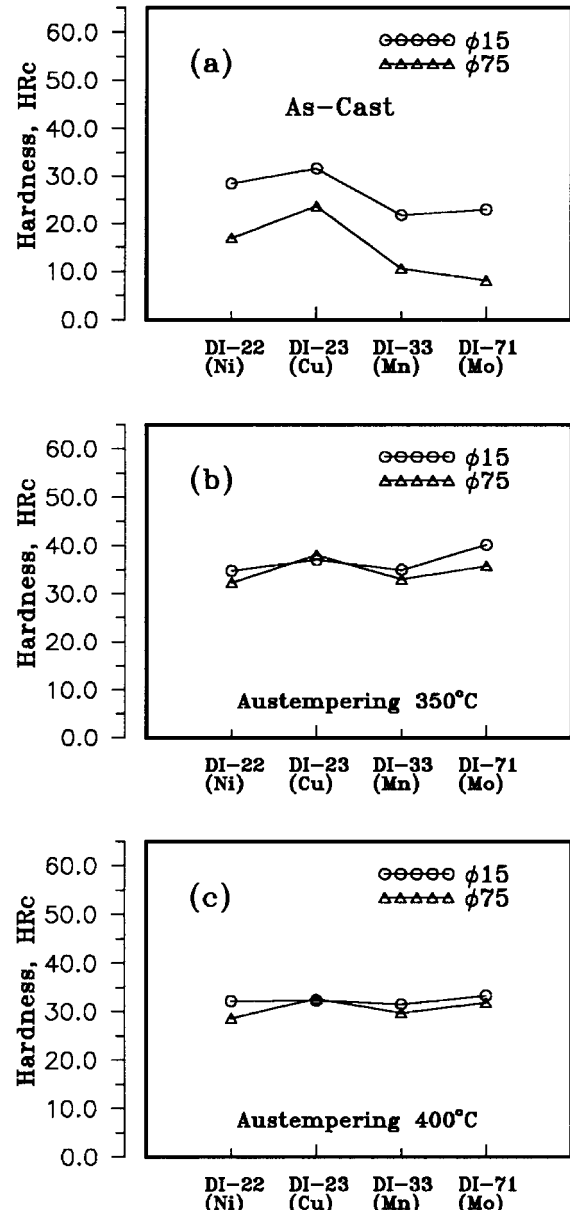 60.0
50.0
40.0
30.0
20.0
10.0
0.0
Hardness, HRc
(a)
ϕ15
ϕ75
As-Cast
DI-22 DI-23 DI-33 DI-71
(Ni) (Cu) (Mn) (Mo)
60.0
50.0
40.0
30.0
20.0
10.0
0.0
Hardness, HRc
(b)
ϕ15
ϕ75
Austempering 350°C
DI-22 DI-23 DI-33 DI-71
(Ni) (Cu) (Mn) (Mo)
60.0
50.0
40.0
30.0
20.0
10.0
0.0
Hardness, HRc
(c)
ϕ15
ϕ75
Austempering 400°C
DI-22 DI-23 DI-33 DI-71
(Ni) (Cu) (Mn) (Mo)